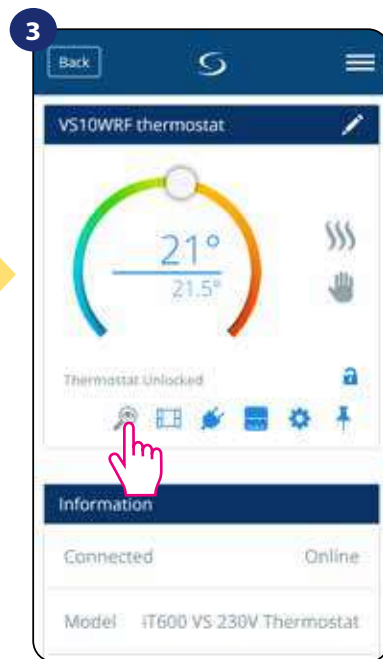 3
Back
VS10WRF thermostat
21°
21.5°
Thermostat Unlocked
Information
Connected Online
Model iT600 VS 230V Thermostat